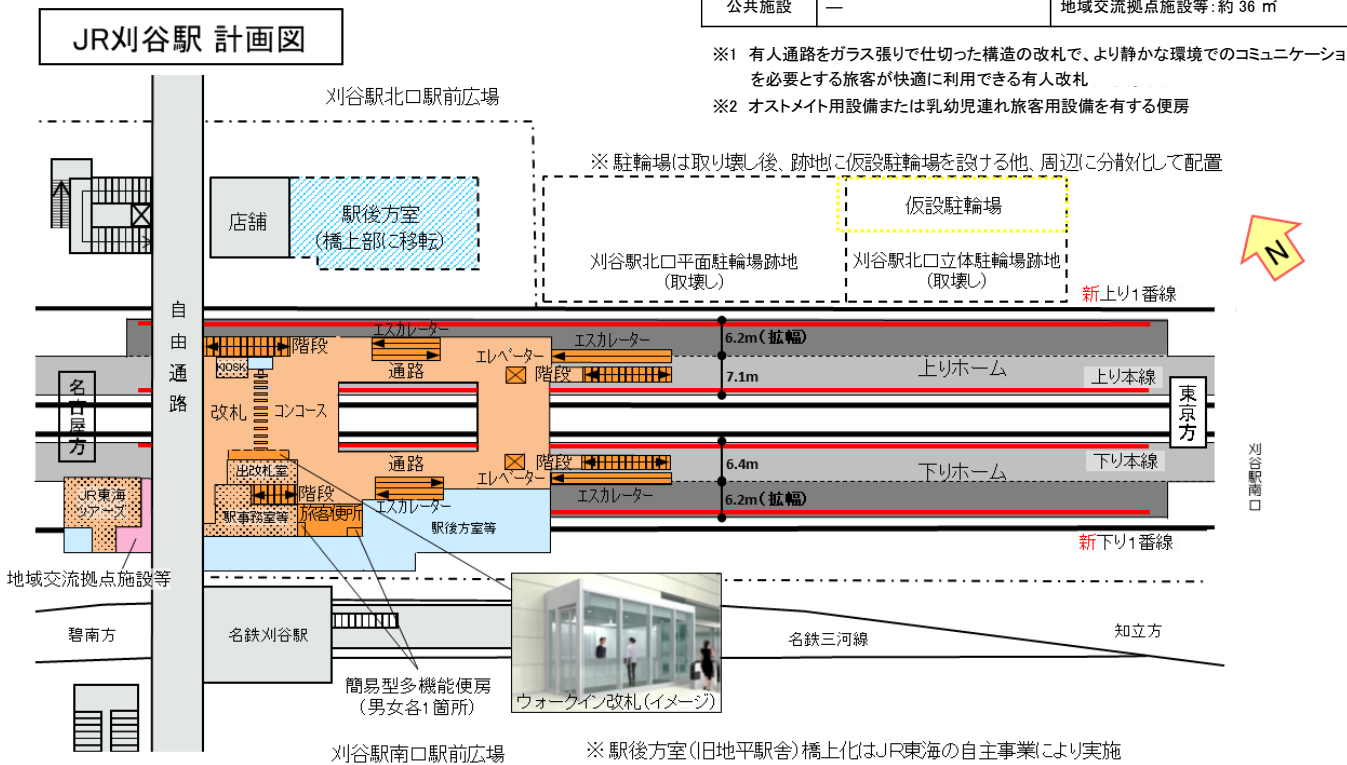 公共施設
―
地域交流拠点施設等：約 36 ㎡
JR刈谷駅 計画図
※1 有人通路をガラス張りで仕切った構造の改札で、より静かな環境でのコミュニケーショ
を必要とする旅客が快適に利用できる有人改札
※2 オストメイト用設備または乳幼児連れ旅客用設備を有する便房
刈谷駅北口駅前広場
※ 駐輪場は取り壊し後、跡地に仮設駐輪場を設ける他、周辺に分散化して配置
店舗
駅後方室
(橋上部に移転)
仮設駐輪場
刈谷駅北口平面駐輪場跡地
(取壊し)
刈谷駅北口立体駐輪場跡地
(取壊し)
N
新上り1番線
自由通路
階段
エスカレーター
エスカレーター
6.2m(拡幅)
KIOSK
通路
エレベーター
階段
7.1m
上りホーム
上り本線
名古屋方
東京方
改札
コンコース
刈谷駅南口
通路
エレベーター
階段
6.4m
下りホーム
下り本線
出改札室
JR東海
ツアーズ
階段
エスカレーター
エスカレーター
6.2m(拡幅)
駅事務室等
旅客便所
駅後方室等
新下り1番線
地域交流拠点施設等
碧南方
名鉄刈谷駅
名鉄三河線
知立方
簡易型多機能便房
(男女各1箇所)
ウォークイン改札(イメージ)
刈谷駅南口駅前広場
※ 駅後方室(旧地平駅舎)橋上化はJR東海の自主事業により実施